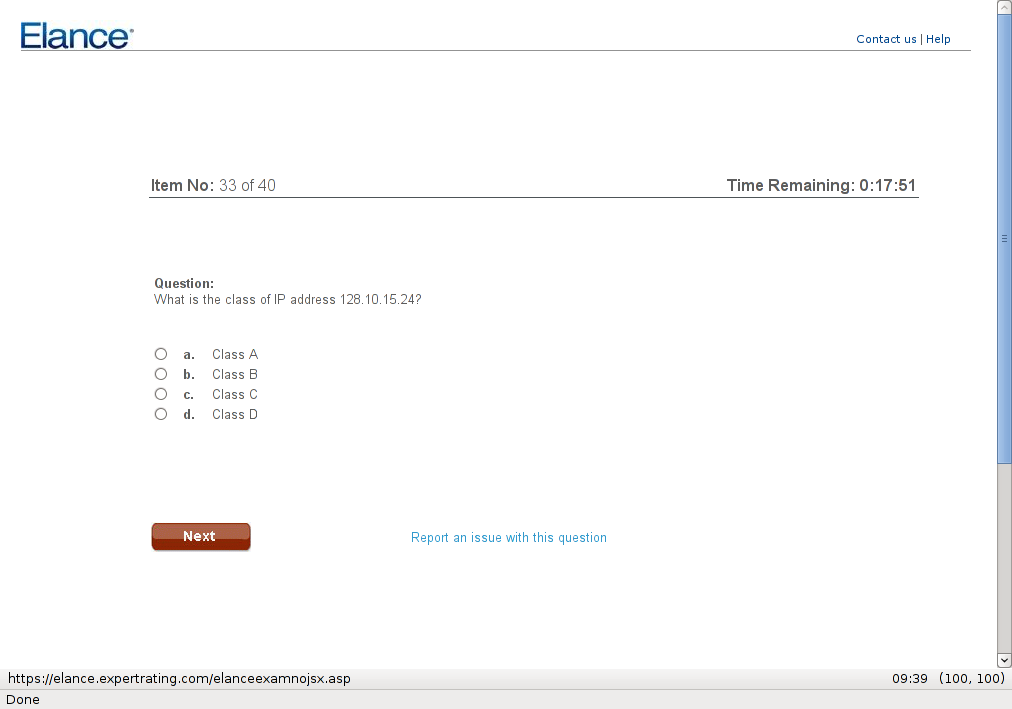 Elance®
Contact us | Help
Item No: 33 of 40 Time Remaining: 0:17:51
Question:
What is the class of IP address 128.10.15.24?
a. Class A
b. Class B
c. Class C
d. Class D
Next Report an issue with this question
https://elance.expertrating.com/elanceexamnojsx.asp 09:39 (100, 100)
Done